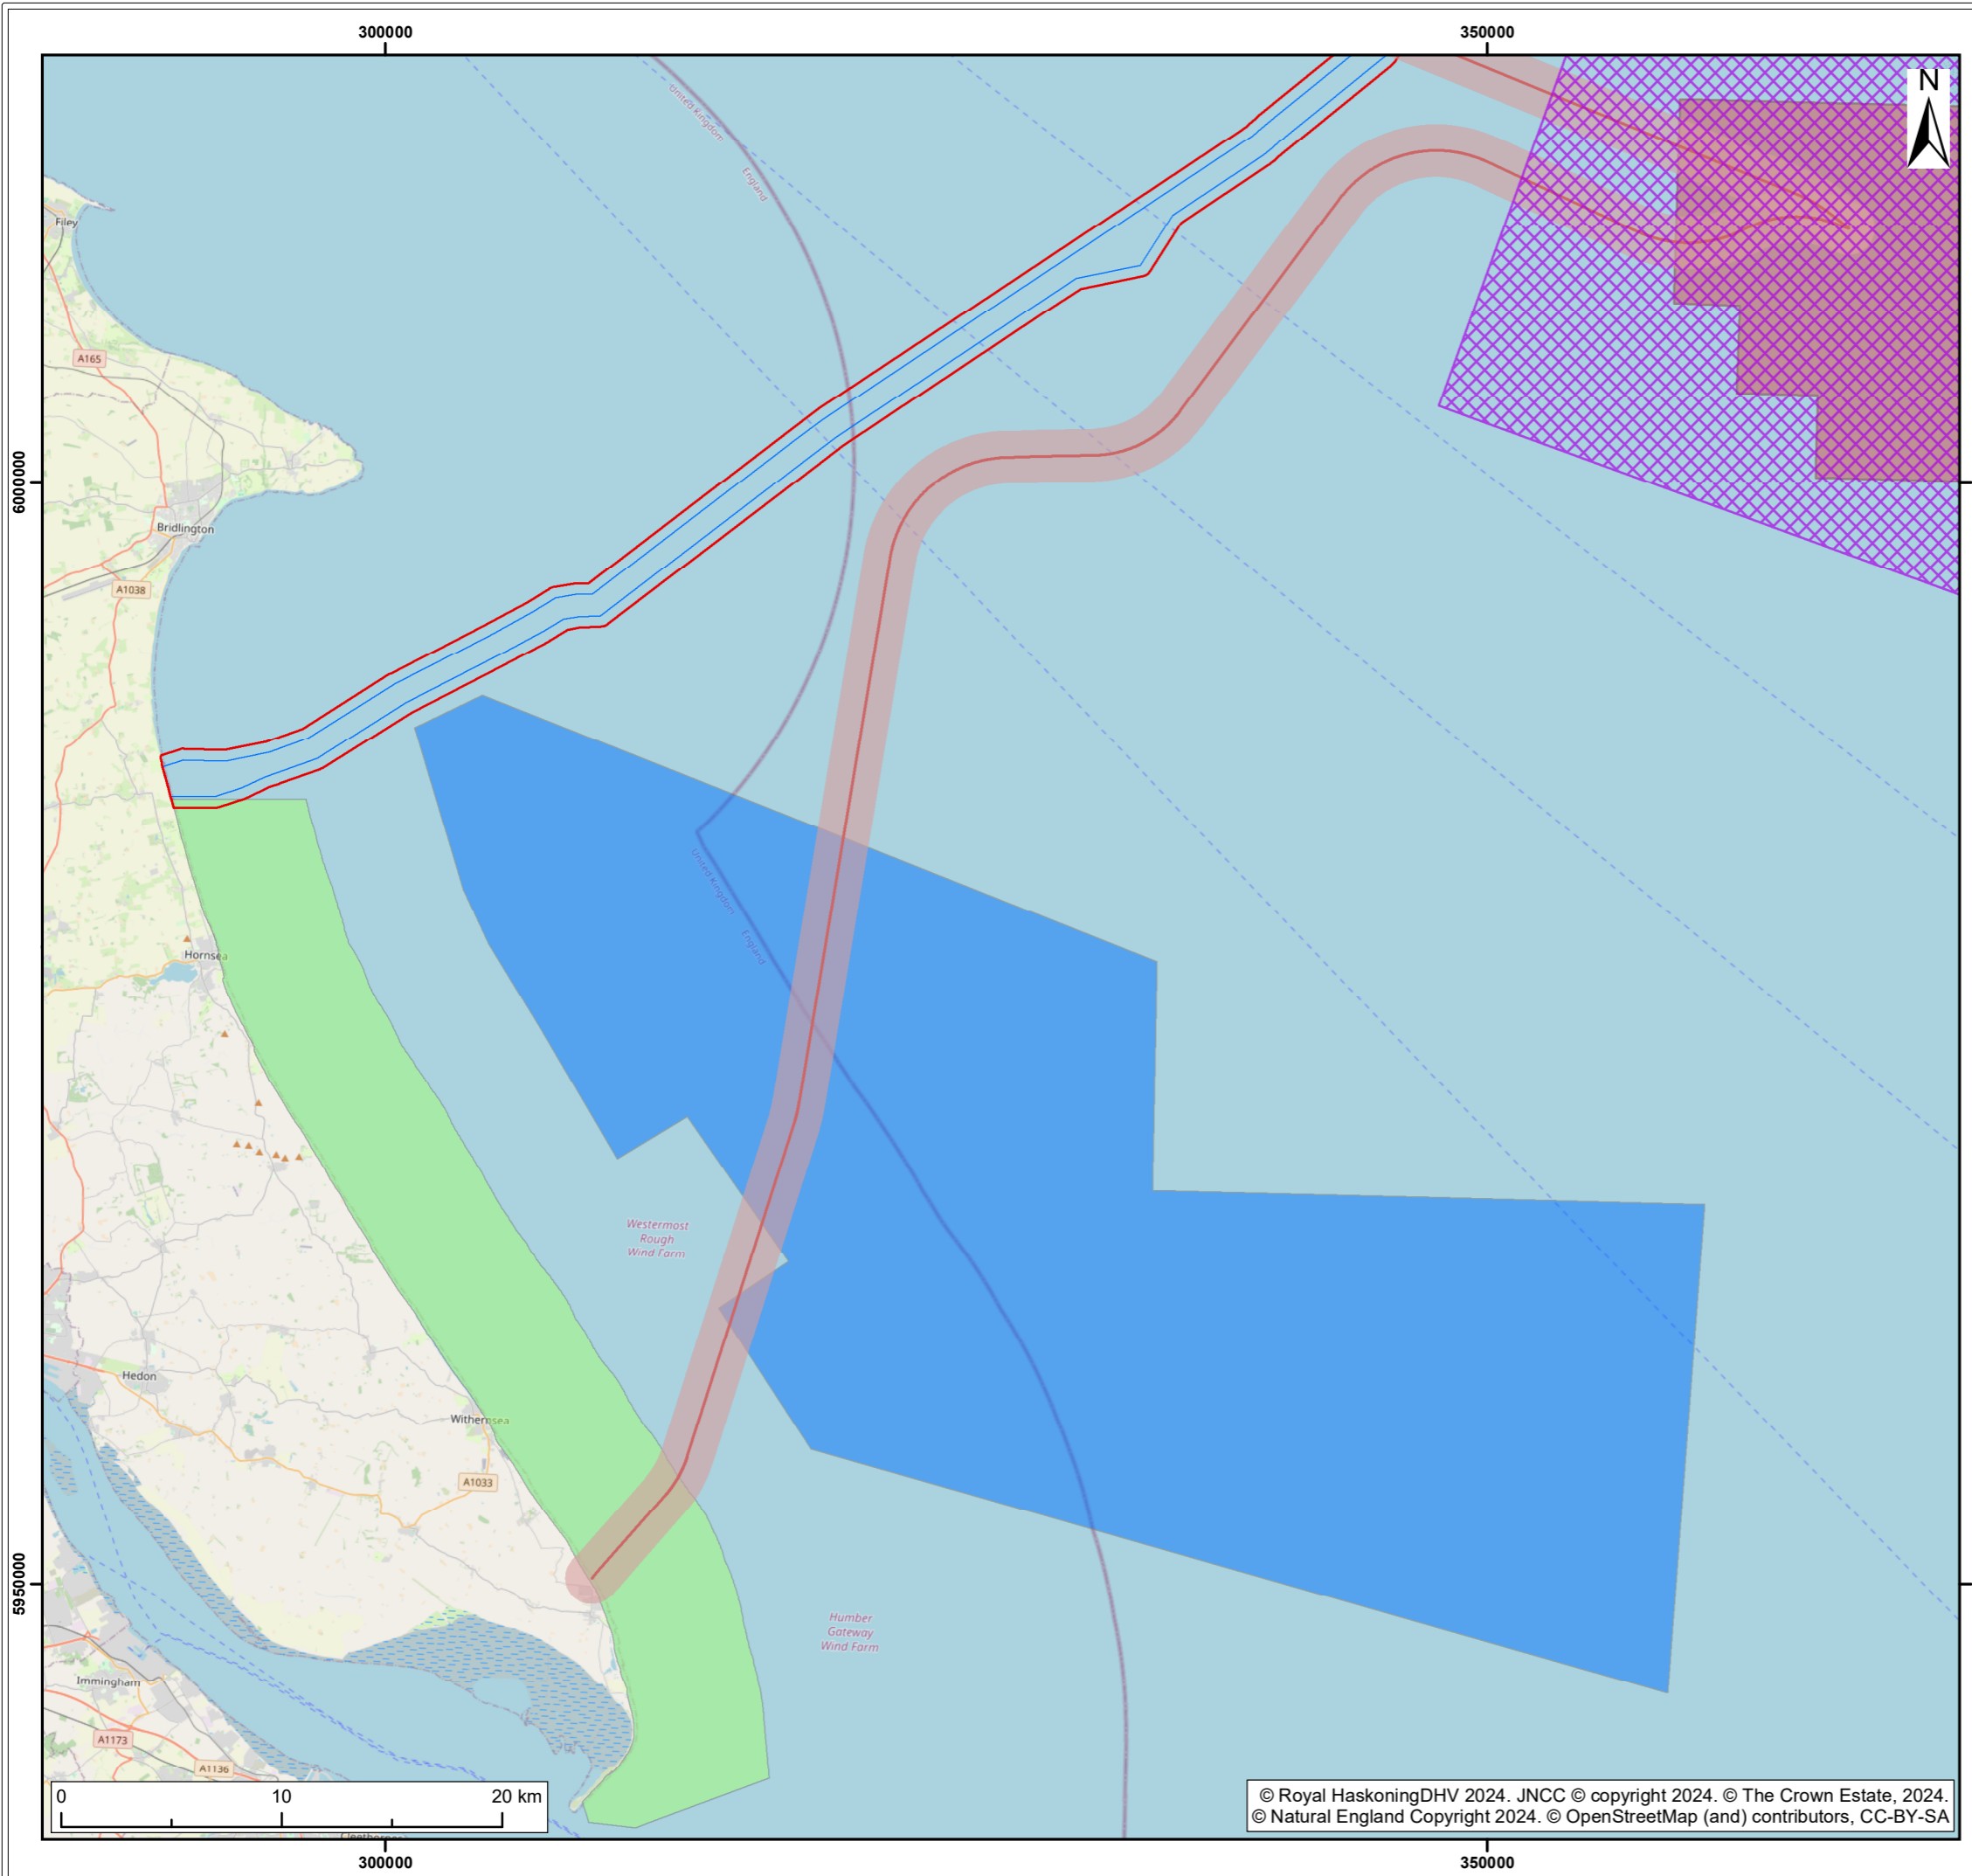 300000
350000
N
United Kingdom
England
Filey
A165
6000000
Bridlington
A1038
United Kingdom
England
Hornsea
Westermost
Rough
Wind Farm
Hedon
Withernsea
A1033
5950000
Humber
Gateway
Wind Farm
Immingham
A1173
A1136
0 10 20 km
© Royal HaskoningDHV 2024. JNCC © copyright 2024. © The Crown Estate, 2024.
© Natural England Copyright 2024. © OpenStreetMap (and) contributors, CC-BY-SA
300000
350000